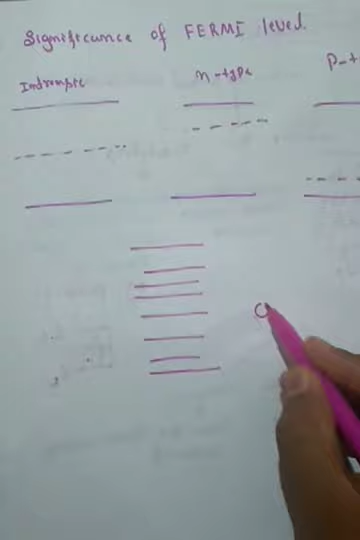 Significance of FERMI level.
Intrinsic n-type p-t